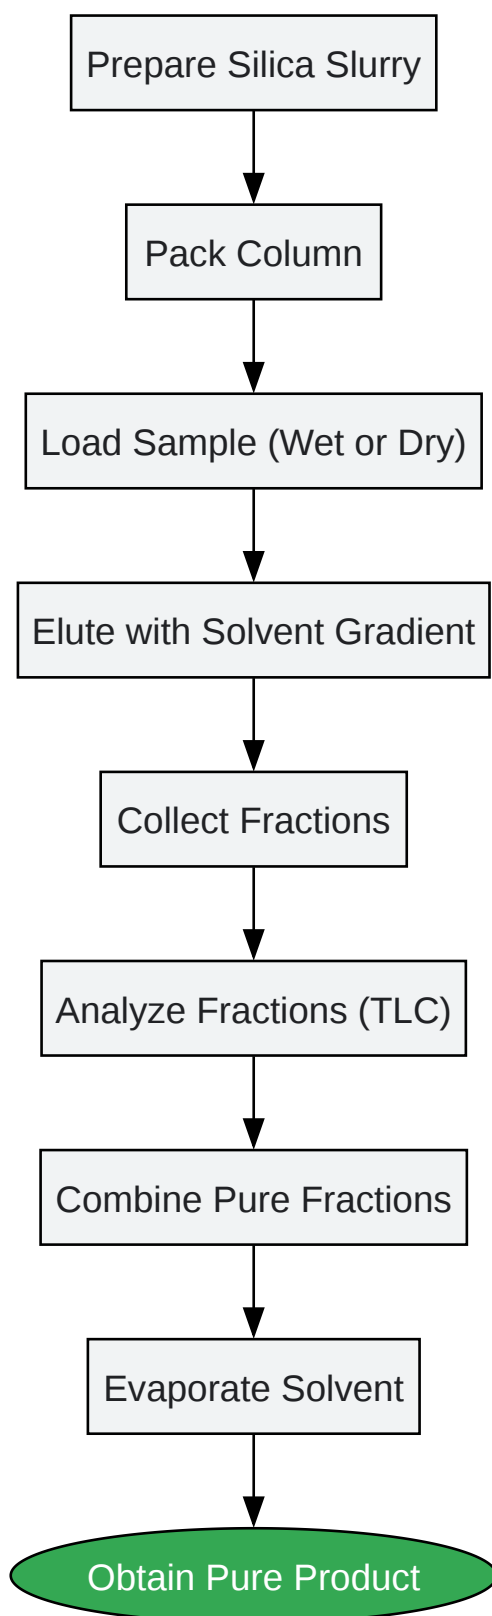 Prepare Silica Slurry
Pack Column
Load Sample (Wet or Dry)
Elute with Solvent Gradient
Collect Fractions
Analyze Fractions (TLC)
Combine Pure Fractions
Evaporate Solvent
Obtain Pure Product